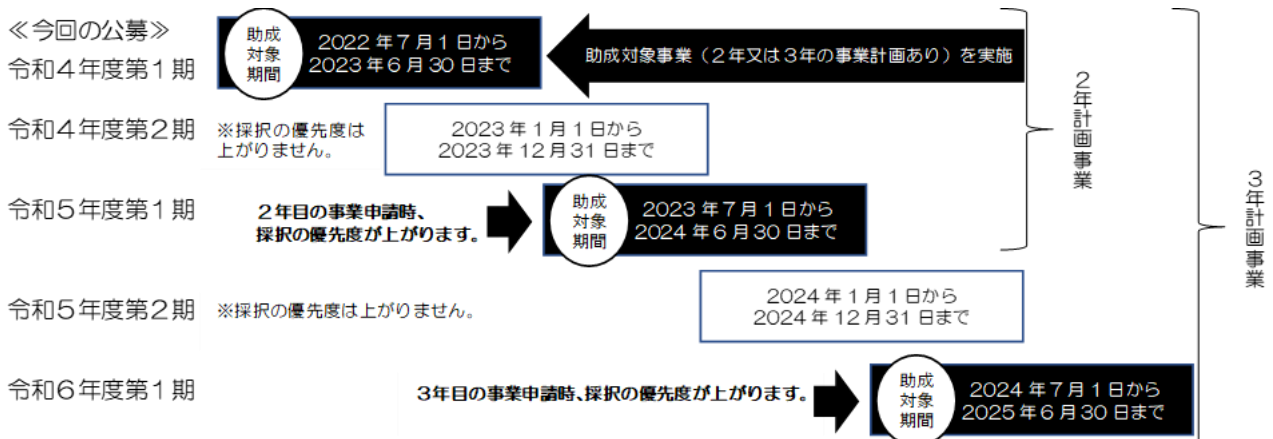 ≪今回の公募≫
令和4年度第1期
助成
対象
期間
2022年7月1日から
2023年6月30日まで
助成対象事業（2年又は3年の事業計画あり）を実施
令和4年度第2期
※採択の優先度は
上がりません。
2023年1月1日から
2023年12月31日まで
令和5年度第1期
2年目の事業申請時、
採択の優先度が上がります。
助成
対象
期間
2023年7月1日から
2024年6月30日まで
令和5年度第2期
※採択の優先度は上がりません。
2024年1月1日から
2024年12月31日まで
令和6年度第1期
3年目の事業申請時、採択の優先度が上がります。
助成
対象
期間
2024年7月1日から
2025年6月30日まで
2年計画事業
3年計画事業